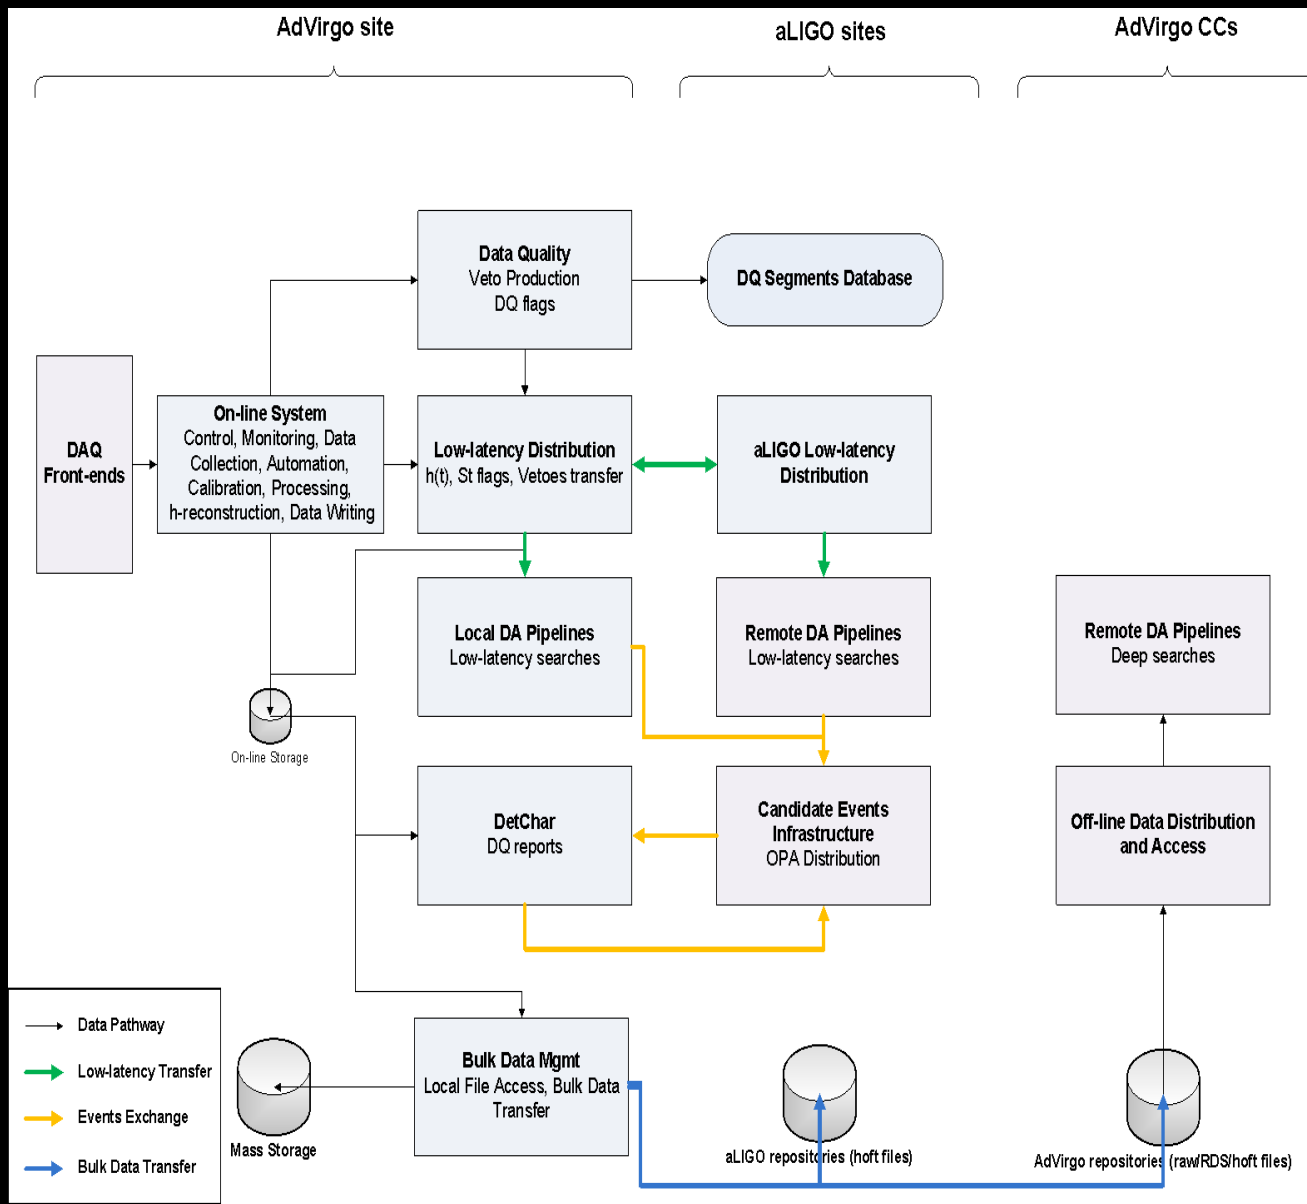 AdVirgo site
aLIGO sites
AdVirgo CCs
Data Quality
Veto Production
DQ flags
DQ Segments Database
DAQ
Front-ends
On-line System
Control, Monitoring, Data
Collection, Automation,
Calibration, Processing,
h-reconstruction, Data Writing
Low-latency Distribution
h(t), St flags, Vetoes transfer
aLIGO Low-latency
Distribution
Local DA Pipelines
Low-latency searches
Remote DA Pipelines
Low-latency searches
Remote DA Pipelines
Deep searches
On-line Storage
DetChar
DQ reports
Candidate Events
Infrastructure
OPA Distribution
Off-line Data Distribution
and Access
Data Pathway
Low-latency Transfer
Events Exchange
Bulk Data Transfer
Mass Storage
Bulk Data Mgmt
Local File Access, Bulk Data
Transfer
aLIGO repositories (hoft files)
AdVirgo repositories (raw/RDS/hoft files)